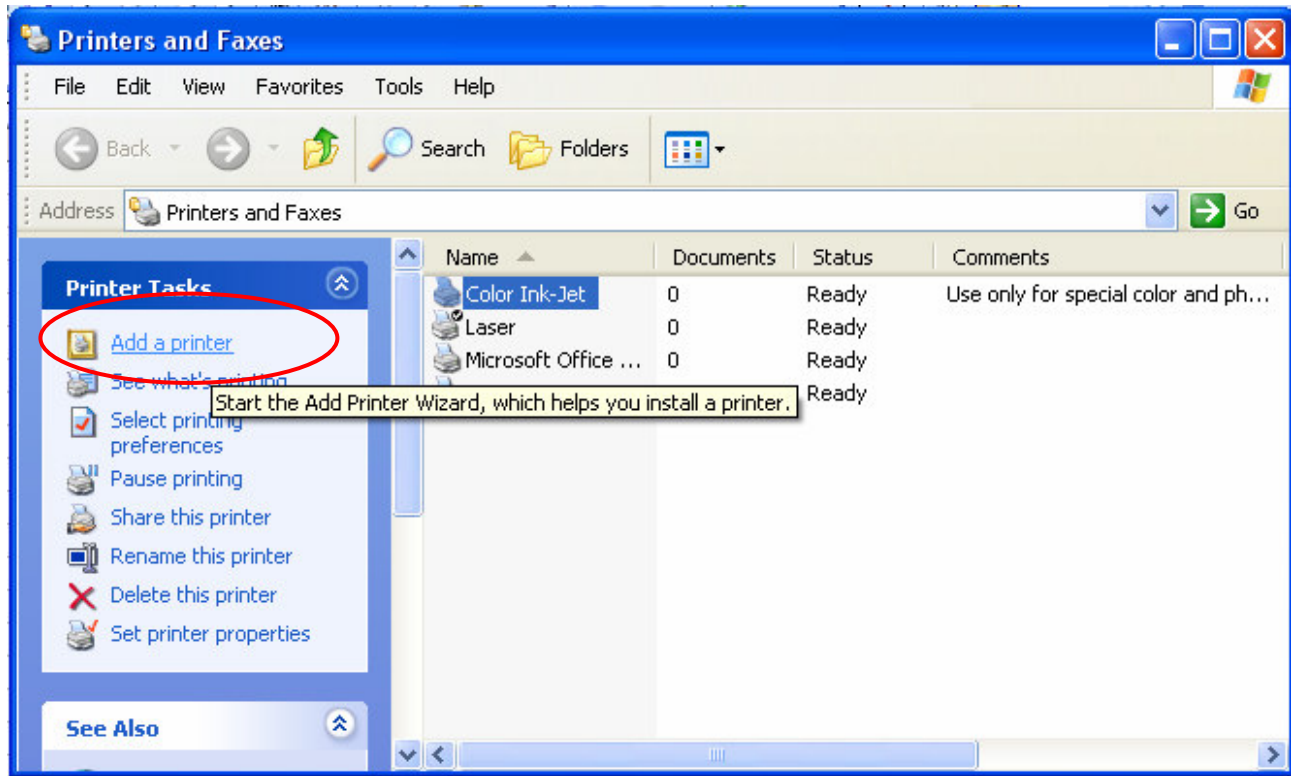 Printers and Faxes
File Edit View Favorites Tools Help
Back Search Folders
Address Printers and Faxes Go
Printer Tasks
Add a printer
See what's printing
Select printing
preferences
Pause printing
Share this printer
Rename this printer
Delete this printer
Set printer properties
See Also
Name Documents Status Comments
Color Ink-Jet 0 Ready Use only for special color and ph...
Laser 0 Ready
Microsoft Office ... 0 Ready
Ready
Start the Add Printer Wizard, which helps you install a printer.